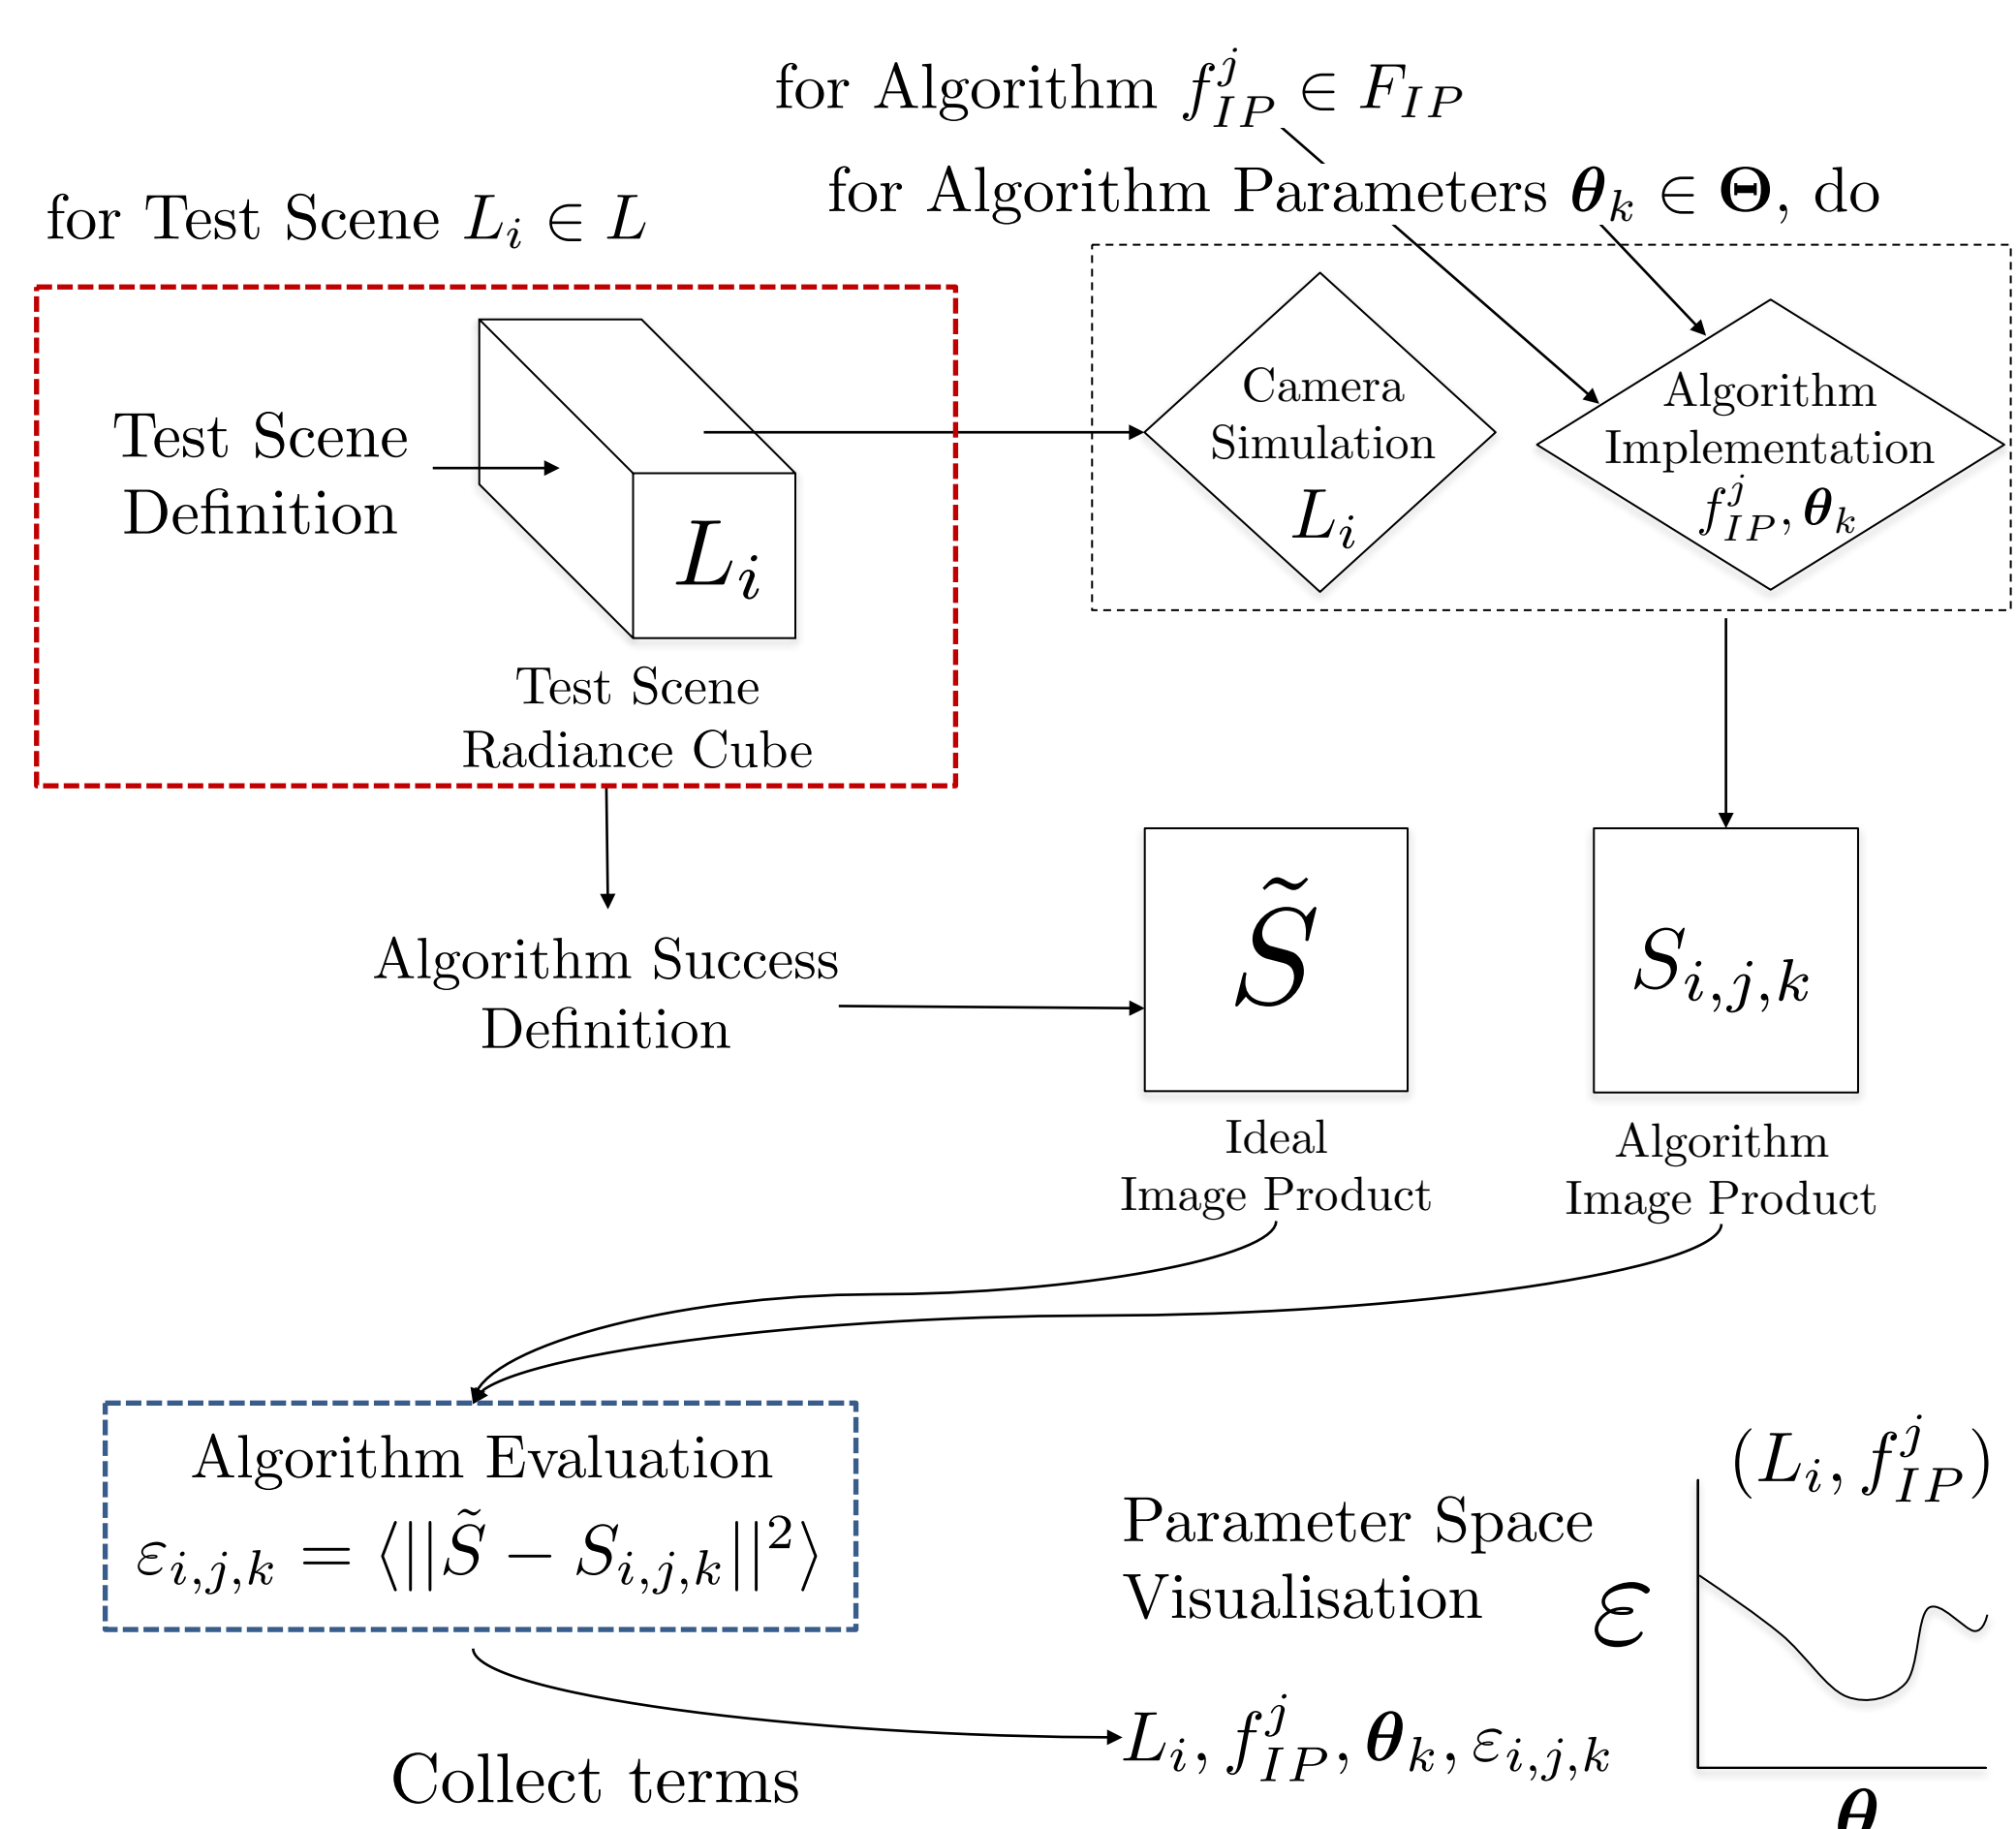 for Algorithm $f_{IP}^{j} \in F_{IP}$
for Algorithm Parameters $\boldsymbol{\theta}_k \in \boldsymbol{\Theta}$, do
for Test Scene $L_i \in L$
Test Scene
Definition
$L_i$
Test Scene
Radiance Cube
Camera
Simulation
$L_i$
Algorithm
Implementation
$f_{IP}^{j}, \boldsymbol{\theta}_k$
Algorithm Success
Definition
$\tilde{S}$
Ideal
Image Product
$S_{i,j,k}$
Algorithm
Image Product
Algorithm Evaluation
$\varepsilon_{i,j,k} = \langle ||\tilde{S} - S_{i,j,k}||^2 \rangle$
Collect terms
Parameter Space
Visualisation
$L_i, f_{IP}^{j}, \boldsymbol{\theta}_k, \varepsilon_{i,j,k}$
$(L_i, f_{IP}^{j})$
$\varepsilon$
$\boldsymbol{\theta}$